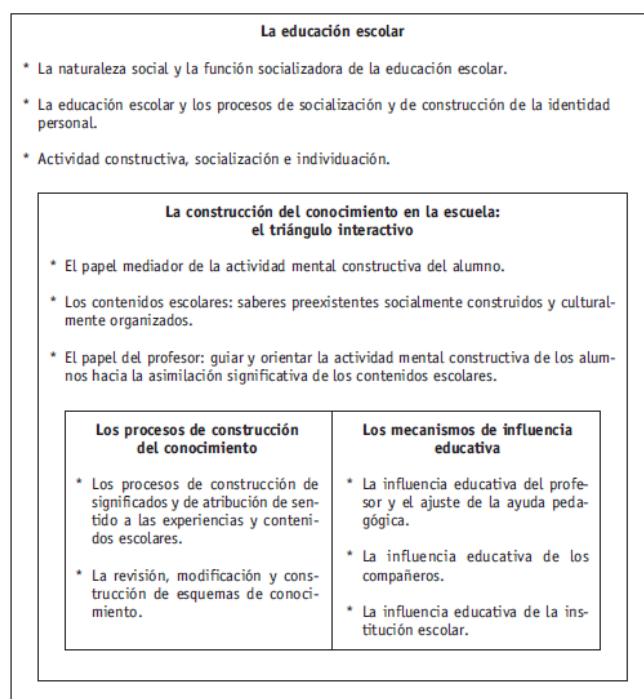 La educación escolar
* La naturaleza social y la función socializadora de la educación escolar.
* La educación escolar y los procesos de socialización y de construcción de la identidad
personal.
* Actividad constructiva, socialización e individuación.
La construcción del conocimiento en la escuela:
el triángulo interactivo
* El papel mediador de la actividad mental constructiva del alumno.
* Los contenidos escolares: saberes preexistentes socialmente construidos y cultural-
mente organizados.
* El papel del profesor: guiar y orientar la actividad mental constructiva de los alum-
nos hacia la asimilación significativa de los contenidos escolares.
Los procesos de construcción
del conocimiento
* Los procesos de construcción de
significados y de atribución de sen-
tido a las experiencias y conteni-
dos escolares.
* La revisión, modificación y cons-
trucción de esquemas de conoci-
miento.
Los mecanismos de influencia
educativa
* La influencia educativa del profe-
sor y el ajuste de la ayuda peda-
gógica.
* La influencia educativa de los
compañeros.
* La influencia educativa de la ins-
titución escolar.